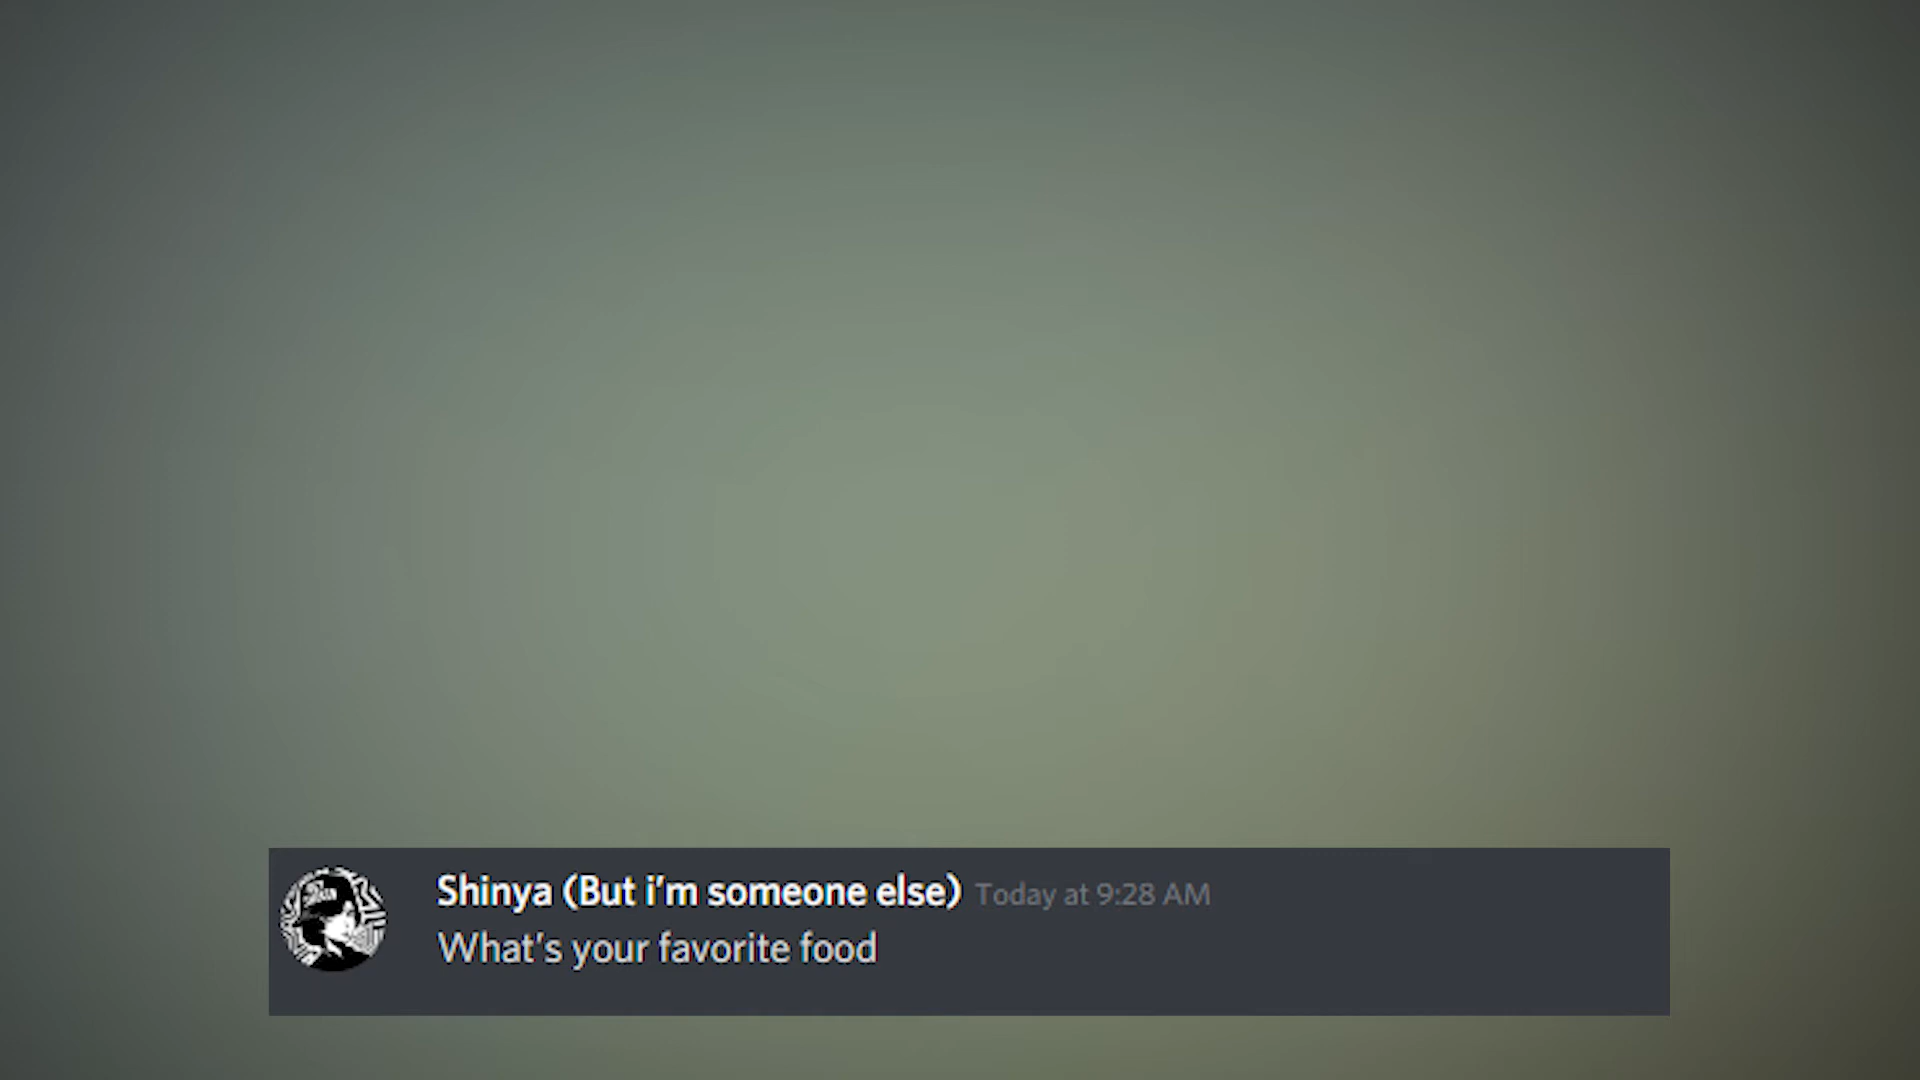 Shinya (But i'm someone else) Today at 9:28 AM
What's your favorite food